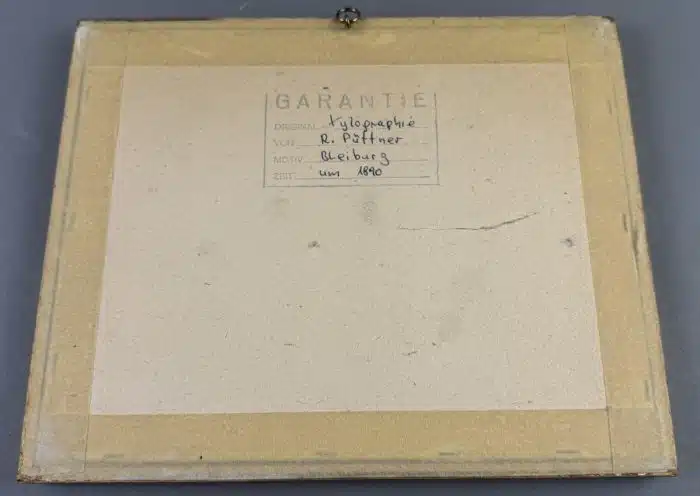 GARANTIE
ORIGINAL Xylographie
VON R. Püttner
MOTIV Bleiburg
ZEIT um 1890